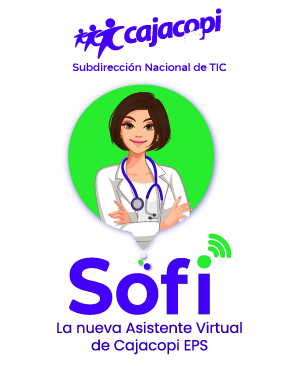 cajacopi
Subdirección Nacional de TIC
Sofi
La nueva Asistente Virtual
de Cajacopi EPS